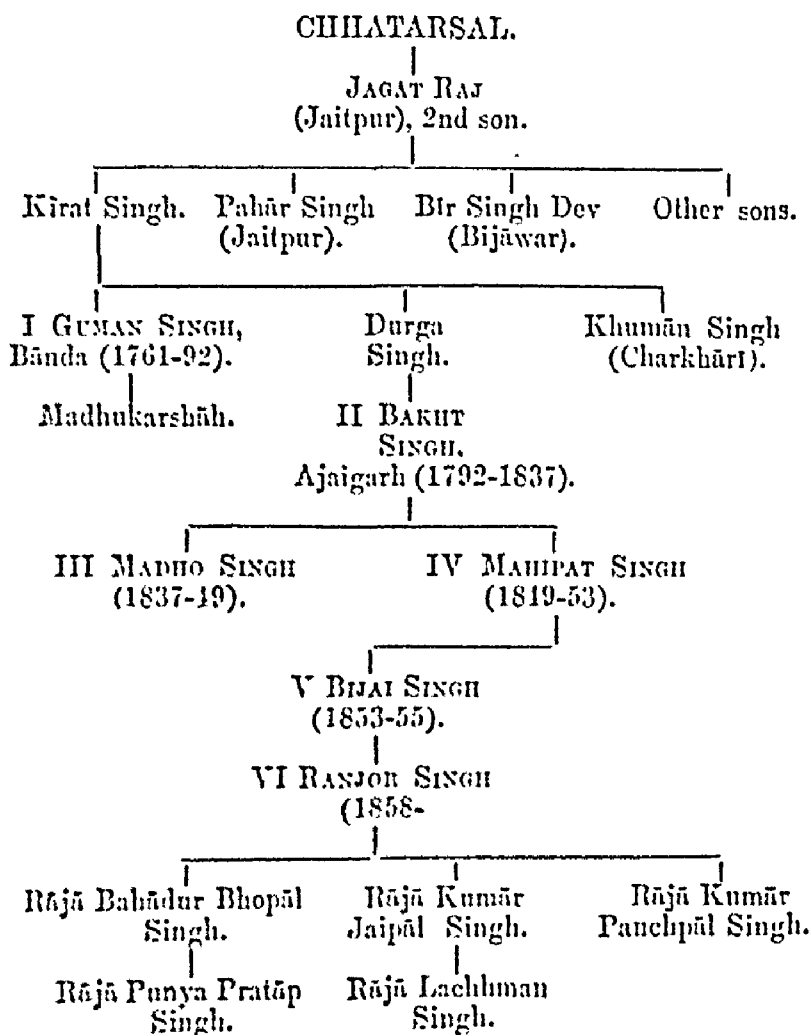 CHHATARSAL.
JAGAT RAJ
(Jaitpur), 2nd son.
Kīrat Singh. Pahār Singh Bīr Singh Dev Other sons.
(Jaitpur). (Bijāwar).
I GUMAN SINGH, Durga Khumān Singh
Bānda (1761-92). Singh. (Charkhārī).
Madhukarshāh. II BAKHT
SINGH.
Ajaigarh (1792-1837).
III MADHO SINGH IV MAHIPAT SINGH
(1837-49). (1849-53).
V BIJAI SINGH
(1853-55).
VI RANJOR SINGH
(1858-
Rājā Bahādur Bhopāl Rājā Kumār Rājā Kumār
Singh. Jaipāl Singh. Panchpāl Singh.
Rājā Punya Pratāp Rājā Lachhman
Singh. Singh.